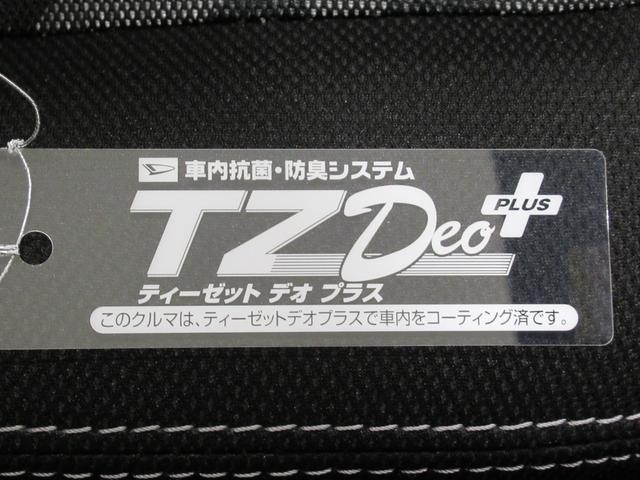 車内抗菌・防臭システム
TZDeo PLUS
ティーゼット デオ プラス
このクルマは、ティーゼットデオプラスで車内をコーティング済です。